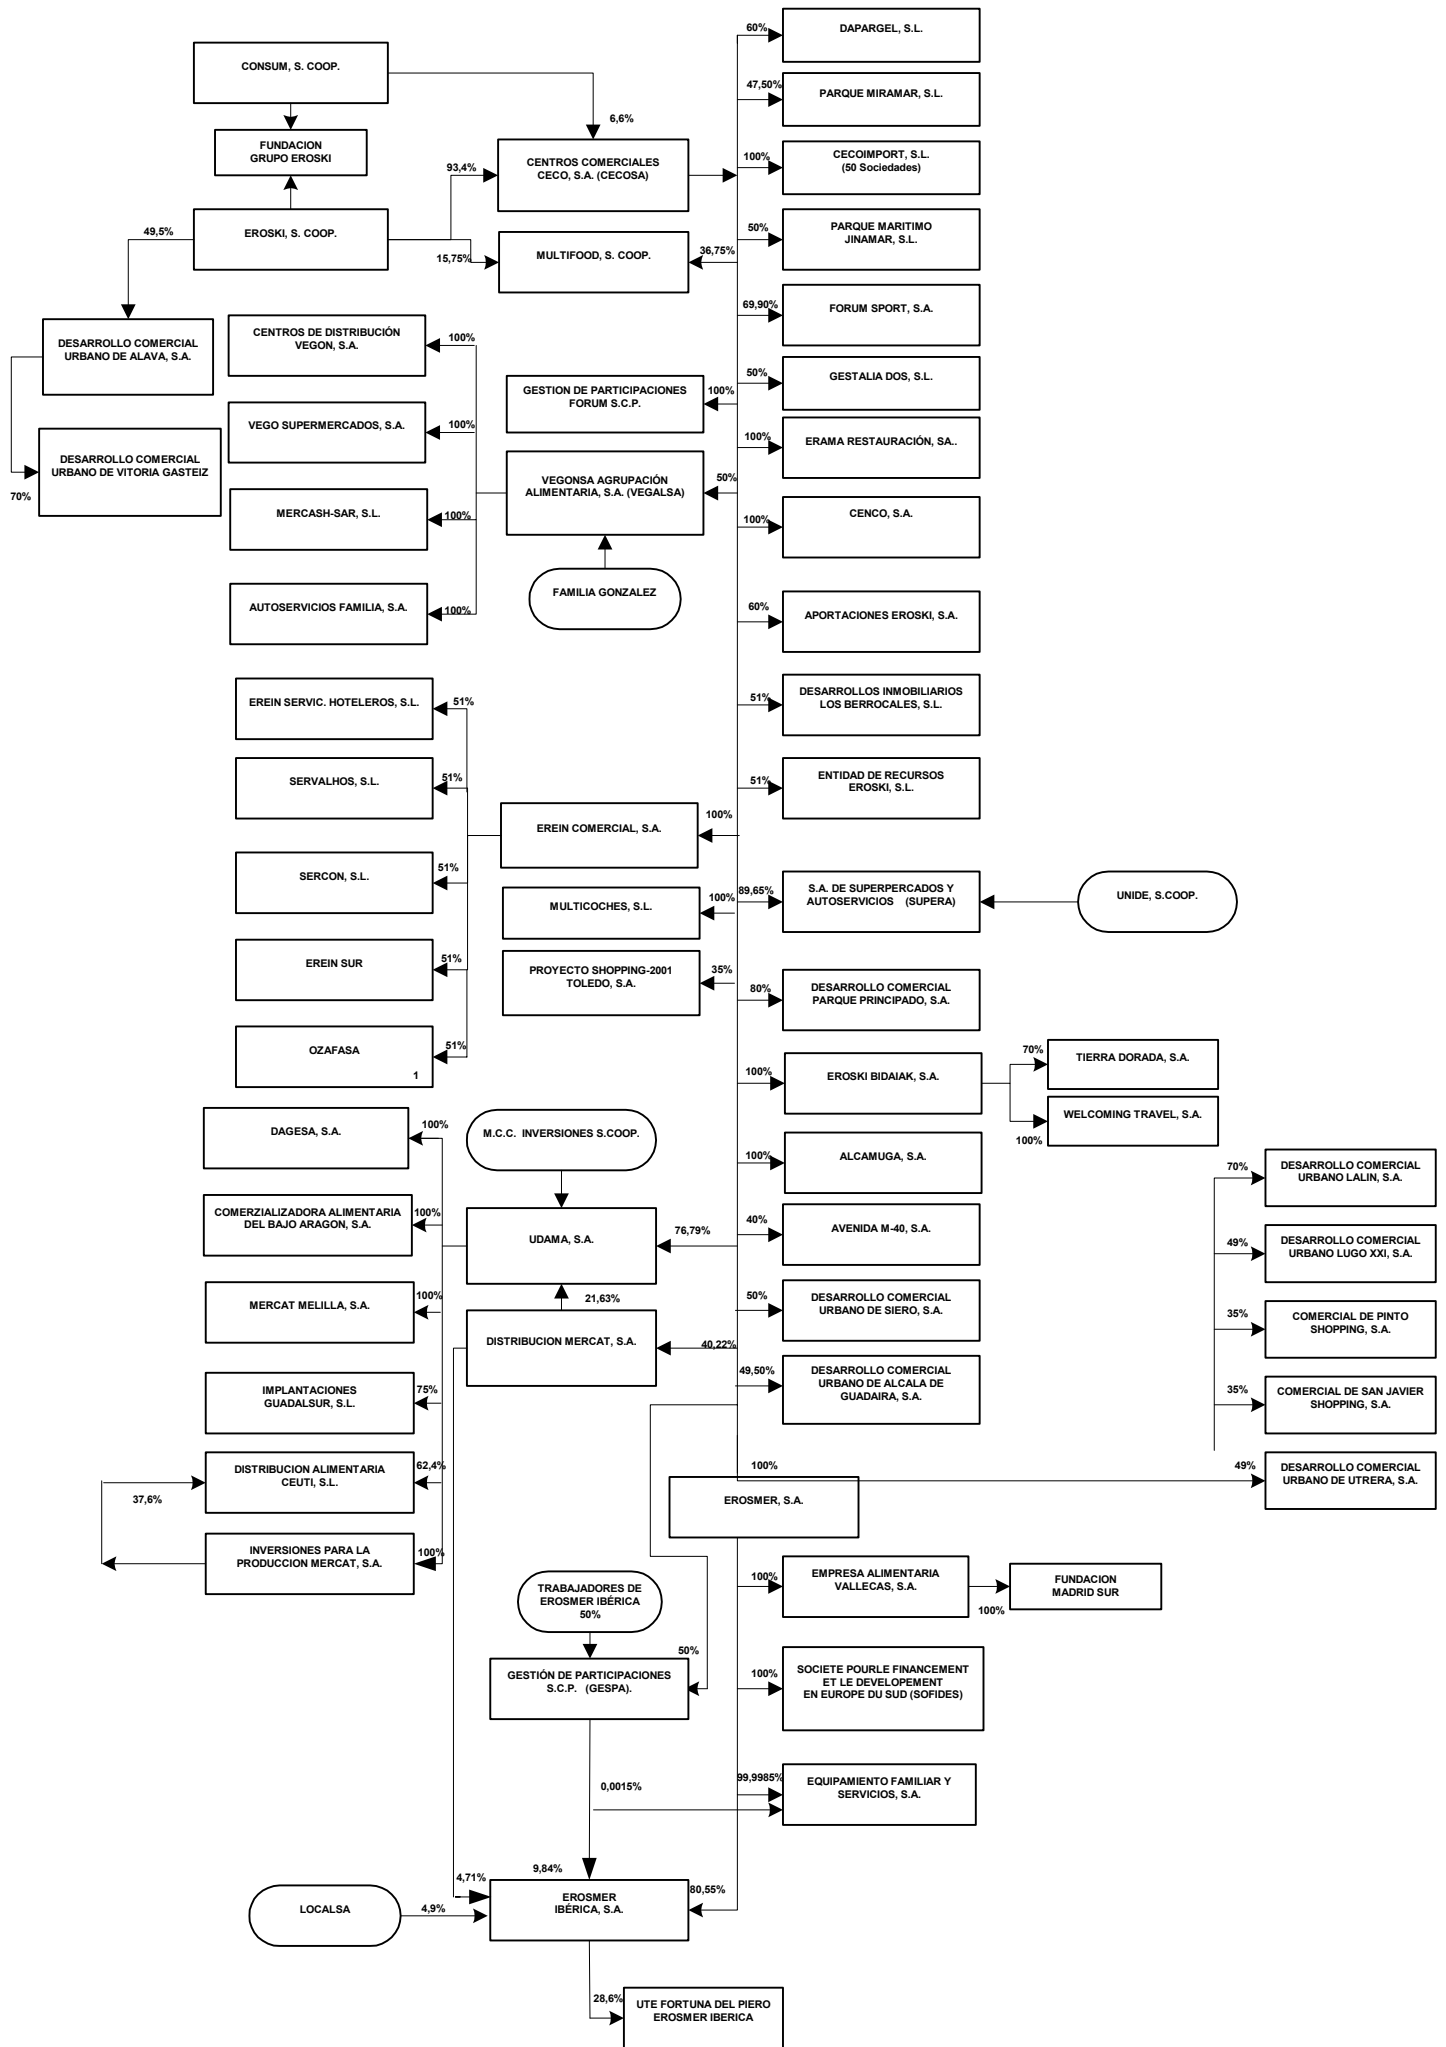 60%
DAPARGEL, S.L.
CONSUM, S. COOP.
47,50%
PARQUE MIRAMAR, S.L.
6,6%
FUNDACION
GRUPO EROSKI
93,4%
CENTROS COMERCIALES
CECO, S.A. (CECOSA)
100%
CECOIMPORT, S.L.
(50 Sociedades)
49,5%
EROSKI, S. COOP.
15,75%
MULTIFOOD, S. COOP.
36,75%
50%
PARQUE MARITIMO
JINAMAR, S.L.
69,90%
FORUM SPORT, S.A.
DESARROLLO COMERCIAL
URBANO DE ALAVA, S.A.
CENTROS DE DISTRIBUCIÓN
VEGON, S.A.
100%
50%
GESTALIA DOS, S.L.
GESTION DE PARTICIPACIONES
FORUM S.C.P.
100%
VEGO SUPERMERCADOS, S.A.
100%
100%
ERAMA RESTAURACIÓN, SA..
DESARROLLO COMERCIAL
URBANO DE VITORIA GASTEIZ
70%
VEGONSA AGRUPACIÓN
ALIMENTARIA, S.A. (VEGALSA)
50%
MERCASH-SAR, S.L.
100%
100%
CENCO, S.A.
FAMILIA GONZALEZ
AUTOSERVICIOS FAMILIA, S.A.
100%
60%
APORTACIONES EROSKI, S.A.
EREIN SERVIC. HOTELEROS, S.L.
51%
51%
DESARROLLOS INMOBILIARIOS
LOS BERROCALES, S.L.
SERVALHOS, S.L.
51%
51%
ENTIDAD DE RECURSOS
EROSKI, S.L.
EREIN COMERCIAL, S.A.
100%
SERCON, S.L.
51%
MULTICOCHES, S.L.
100%
89,65%
S.A. DE SUPERPERCADOS Y
AUTOSERVICIOS (SUPERA)
UNIDE, S.COOP.
EREIN SUR
51%
PROYECTO SHOPPING-2001
TOLEDO, S.A.
35%
80%
DESARROLLO COMERCIAL
PARQUE PRINCIPADO, S.A.
OZAFASA
1
51%
100%
EROSKI BIDAIAK, S.A.
70%
TIERRA DORADA, S.A.
WELCOMING TRAVEL, S.A.
100%
DAGESA, S.A.
100%
M.C.C. INVERSIONES S.COOP.
100%
ALCAMUGA, S.A.
70%
DESARROLLO COMERCIAL
URBANO LALIN, S.A.
COMERZIALIZADORA ALIMENTARIA
DEL BAJO ARAGON, S.A.
100%
UDAMA, S.A.
76,79%
40%
AVENIDA M-40, S.A.
49%
DESARROLLO COMERCIAL
URBANO LUGO XXI, S.A.
MERCAT MELILLA, S.A.
100%
21,63%
50%
DESARROLLO COMERCIAL
URBANO DE SIERO, S.A.
35%
COMERCIAL DE PINTO
SHOPPING, S.A.
DISTRIBUCION MERCAT, S.A.
40,22%
49,50%
DESARROLLO COMERCIAL
URBANO DE ALCALA DE
GUADAIRA, S.A.
IMPLANTACIONES
GUADALSUR, S.L.
75%
35%
COMERCIAL DE SAN JAVIER
SHOPPING, S.A.
DISTRIBUCION ALIMENTARIA
CEUTI, S.L.
62,4%
37,6%
100%
EROSMER, S.A.
49%
DESARROLLO COMERCIAL
URBANO DE UTRERA, S.A.
INVERSIONES PARA LA
PRODUCCION MERCAT, S.A.
100%
TRABAJADORES DE
EROSMER IBÉRICA
50%
100%
EMPRESA ALIMENTARIA
VALLECAS, S.A.
100%
FUNDACION
MADRID SUR
50%
GESTIÓN DE PARTICIPACIONES
S.C.P. (GESPA).
100%
SOCIETE POURLE FINANCEMENT
ET LE DEVELOPEMENT
EN EUROPE DU SUD (SOFIDES)
0,0015%
99,9985%
EQUIPAMIENTO FAMILIAR Y
SERVICIOS, S.A.
9,84%
4,71%
80,55%
EROSMER
IBÉRICA, S.A.
LOCALSA
4,9%
28,6%
UTE FORTUNA DEL PIERO
EROSMER IBERICA